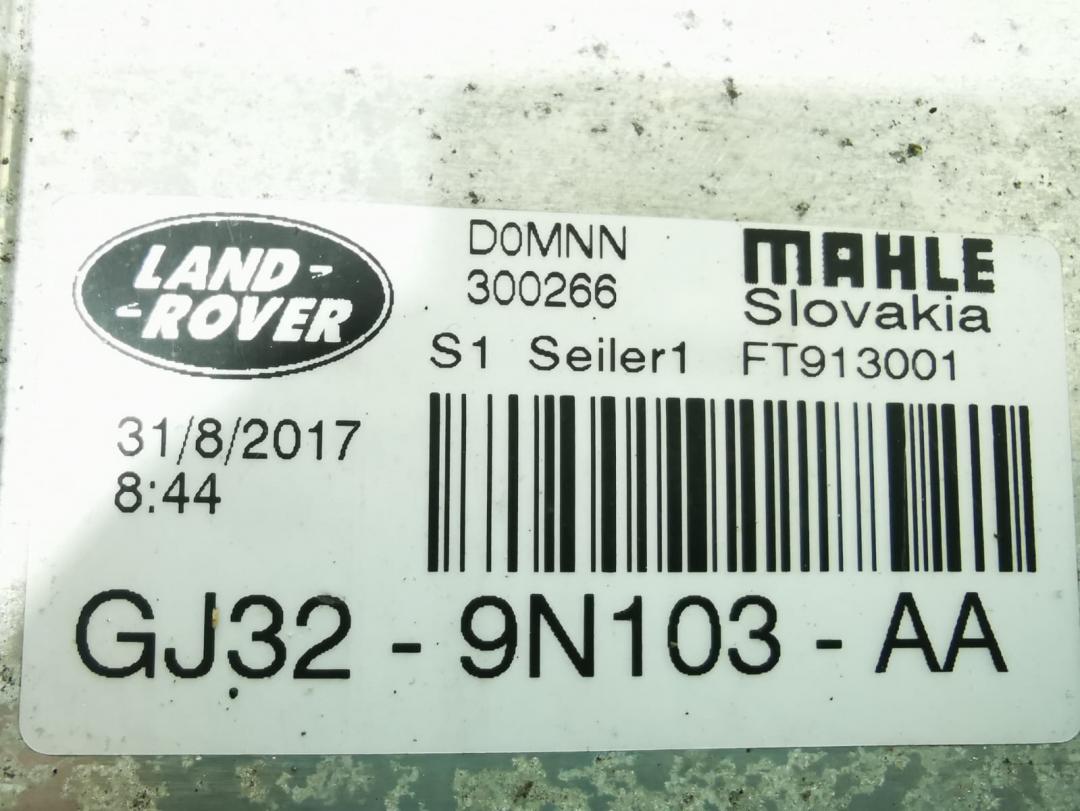 LAND-
-ROVER
D0MNN
300266
MAHLE
Slovakia
S1 Seiler1 FT913001
31/8/2017
8:44
GJ32 - 9N103 - AA